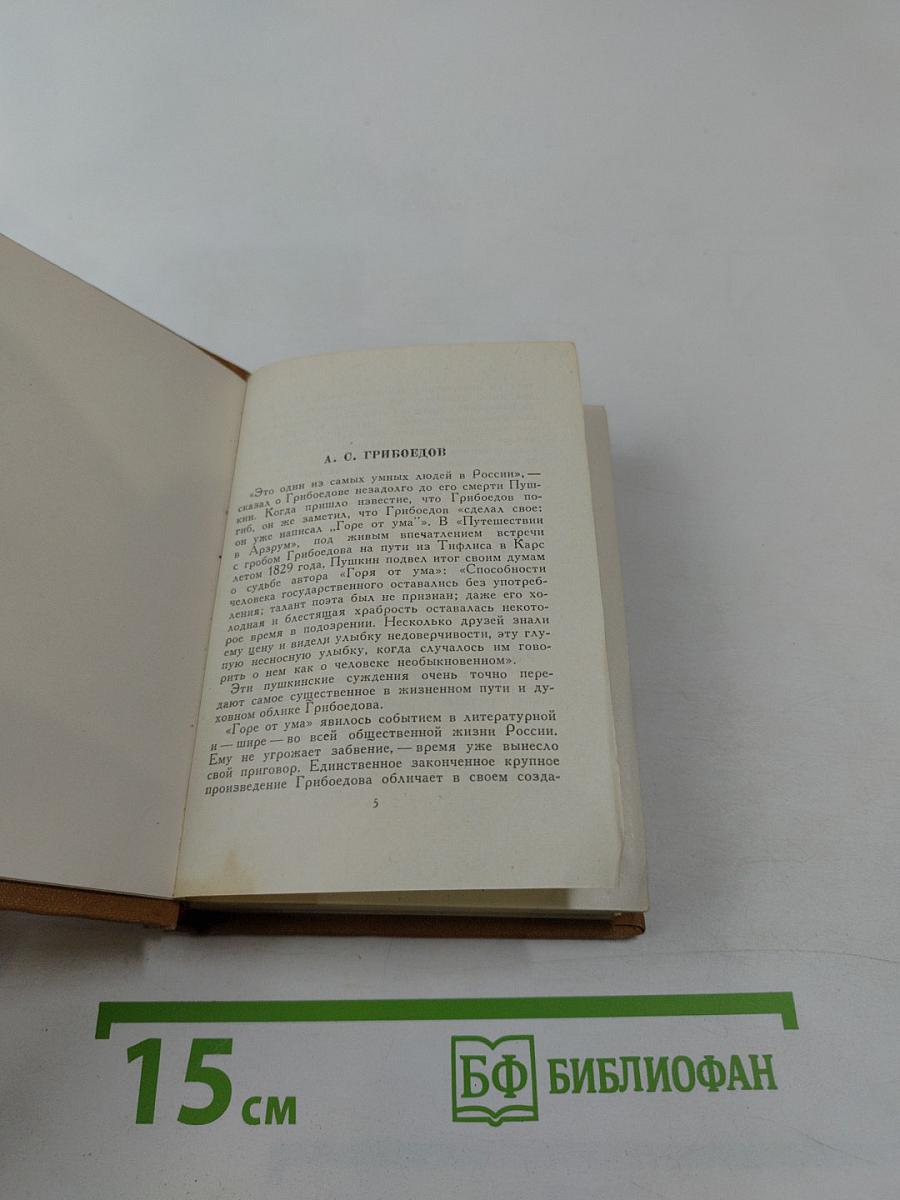 А. С. ГРИБОЕДОВ
«Это один из самых умных людей в России», —
сказал о Грибоедове незадолго до его смерти Пуш-
кин. Когда пришло известие, что Грибоедов по-
гиб, он же заметил, что Грибоедов «сделал свое:
он уже написал „Горе от ума"». В «Путешествии
в Арзрум», под живым впечатлением встречи
с гробом Грибоедова на пути из Тифлиса в Карс
летом 1829 года, Пушкин подвел итог своим думам
о судьбе автора «Горя от ума»: «Способности
человека государственного оставались без употреб-
ления; талант поэта был не признан; даже его хо-
лодная и блестящая храбрость оставалась некото-
рое время в подозрении. Несколько друзей знали
ему цену и видели улыбку недоверчивости, эту глу-
пую несносную улыбку, когда случалось им гово-
рить о нем как о человеке необыкновенном».
Эти пушкинские суждения очень точно пере-
дают самое существенное в жизненном пути и ду-
ховном облике Грибоедова.
«Горе от ума» явилось событием в литературной
и — шире — во всей общественной жизни России.
Ему не угрожает забвение, — время уже вынесло
свой приговор. Единственное законченное крупное
произведение Грибоедова обличает в своем созда-
5
15 см
БФ БИБЛИОФАН